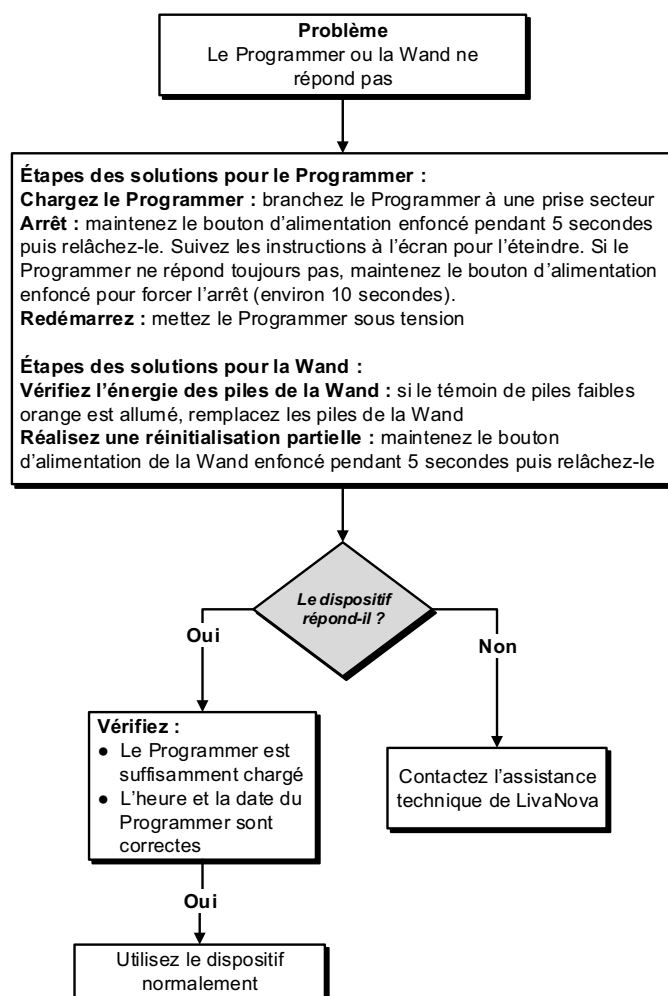 Problème
Le Programmer ou la Wand ne
répond pas
Étapes des solutions pour le Programmer :
Chargez le Programmer : branchez le Programmer à une prise secteur
Arrêt : maintenez le bouton d’alimentation enfoncé pendant 5 secondes
puis relâchez-le. Suivez les instructions à l’écran pour l’éteindre. Si le
Programmer ne répond toujours pas, maintenez le bouton d’alimentation
enfoncé pour forcer l’arrêt (environ 10 secondes).
Redémarrez : mettez le Programmer sous tension
Étapes des solutions pour la Wand :
Vérifiez l’énergie des piles de la Wand : si le témoin de piles faibles
orange est allumé, remplacez les piles de la Wand
Réalisez une réinitialisation partielle : maintenez le bouton
d’alimentation de la Wand enfoncé pendant 5 secondes puis relâchez-le
Le dispositif
répond-il ?
Oui
Non
Vérifiez :
● Le Programmer est
suffisamment chargé
● L’heure et la date du
Programmer sont
correctes
Contactez l’assistance
technique de LivaNova
Oui
Utilisez le dispositif
normalement